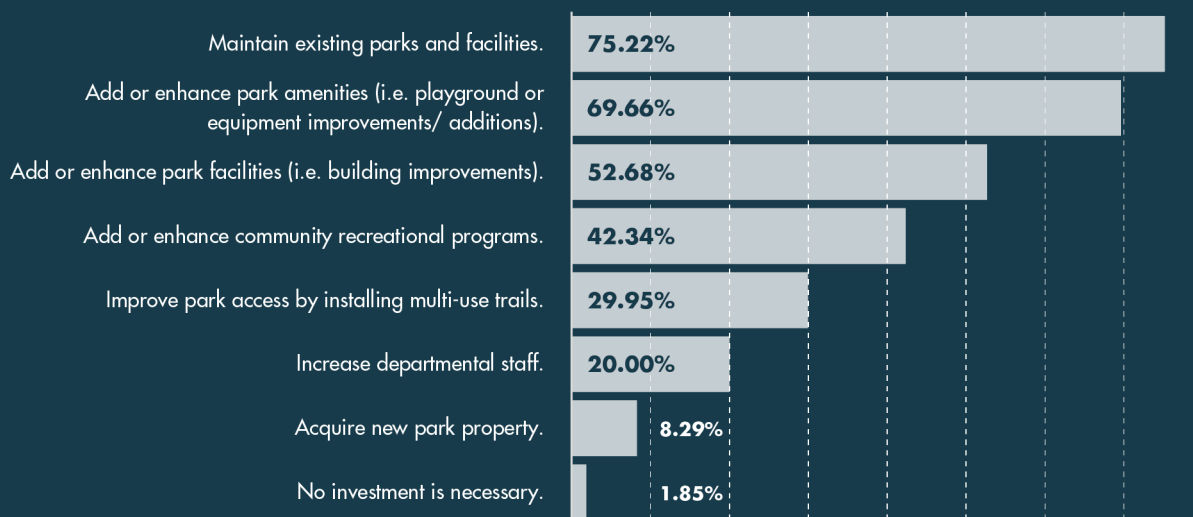 Maintain existing parks and facilities.
75.22%
Add or enhance park amenities (i.e. playground or
equipment improvements/ additions).
69.66%
Add or enhance park facilities (i.e. building improvements).
52.68%
Add or enhance community recreational programs.
42.34%
Improve park access by installing multi-use trails.
29.95%
Increase departmental staff.
20.00%
Acquire new park property.
8.29%
No investment is necessary.
1.85%